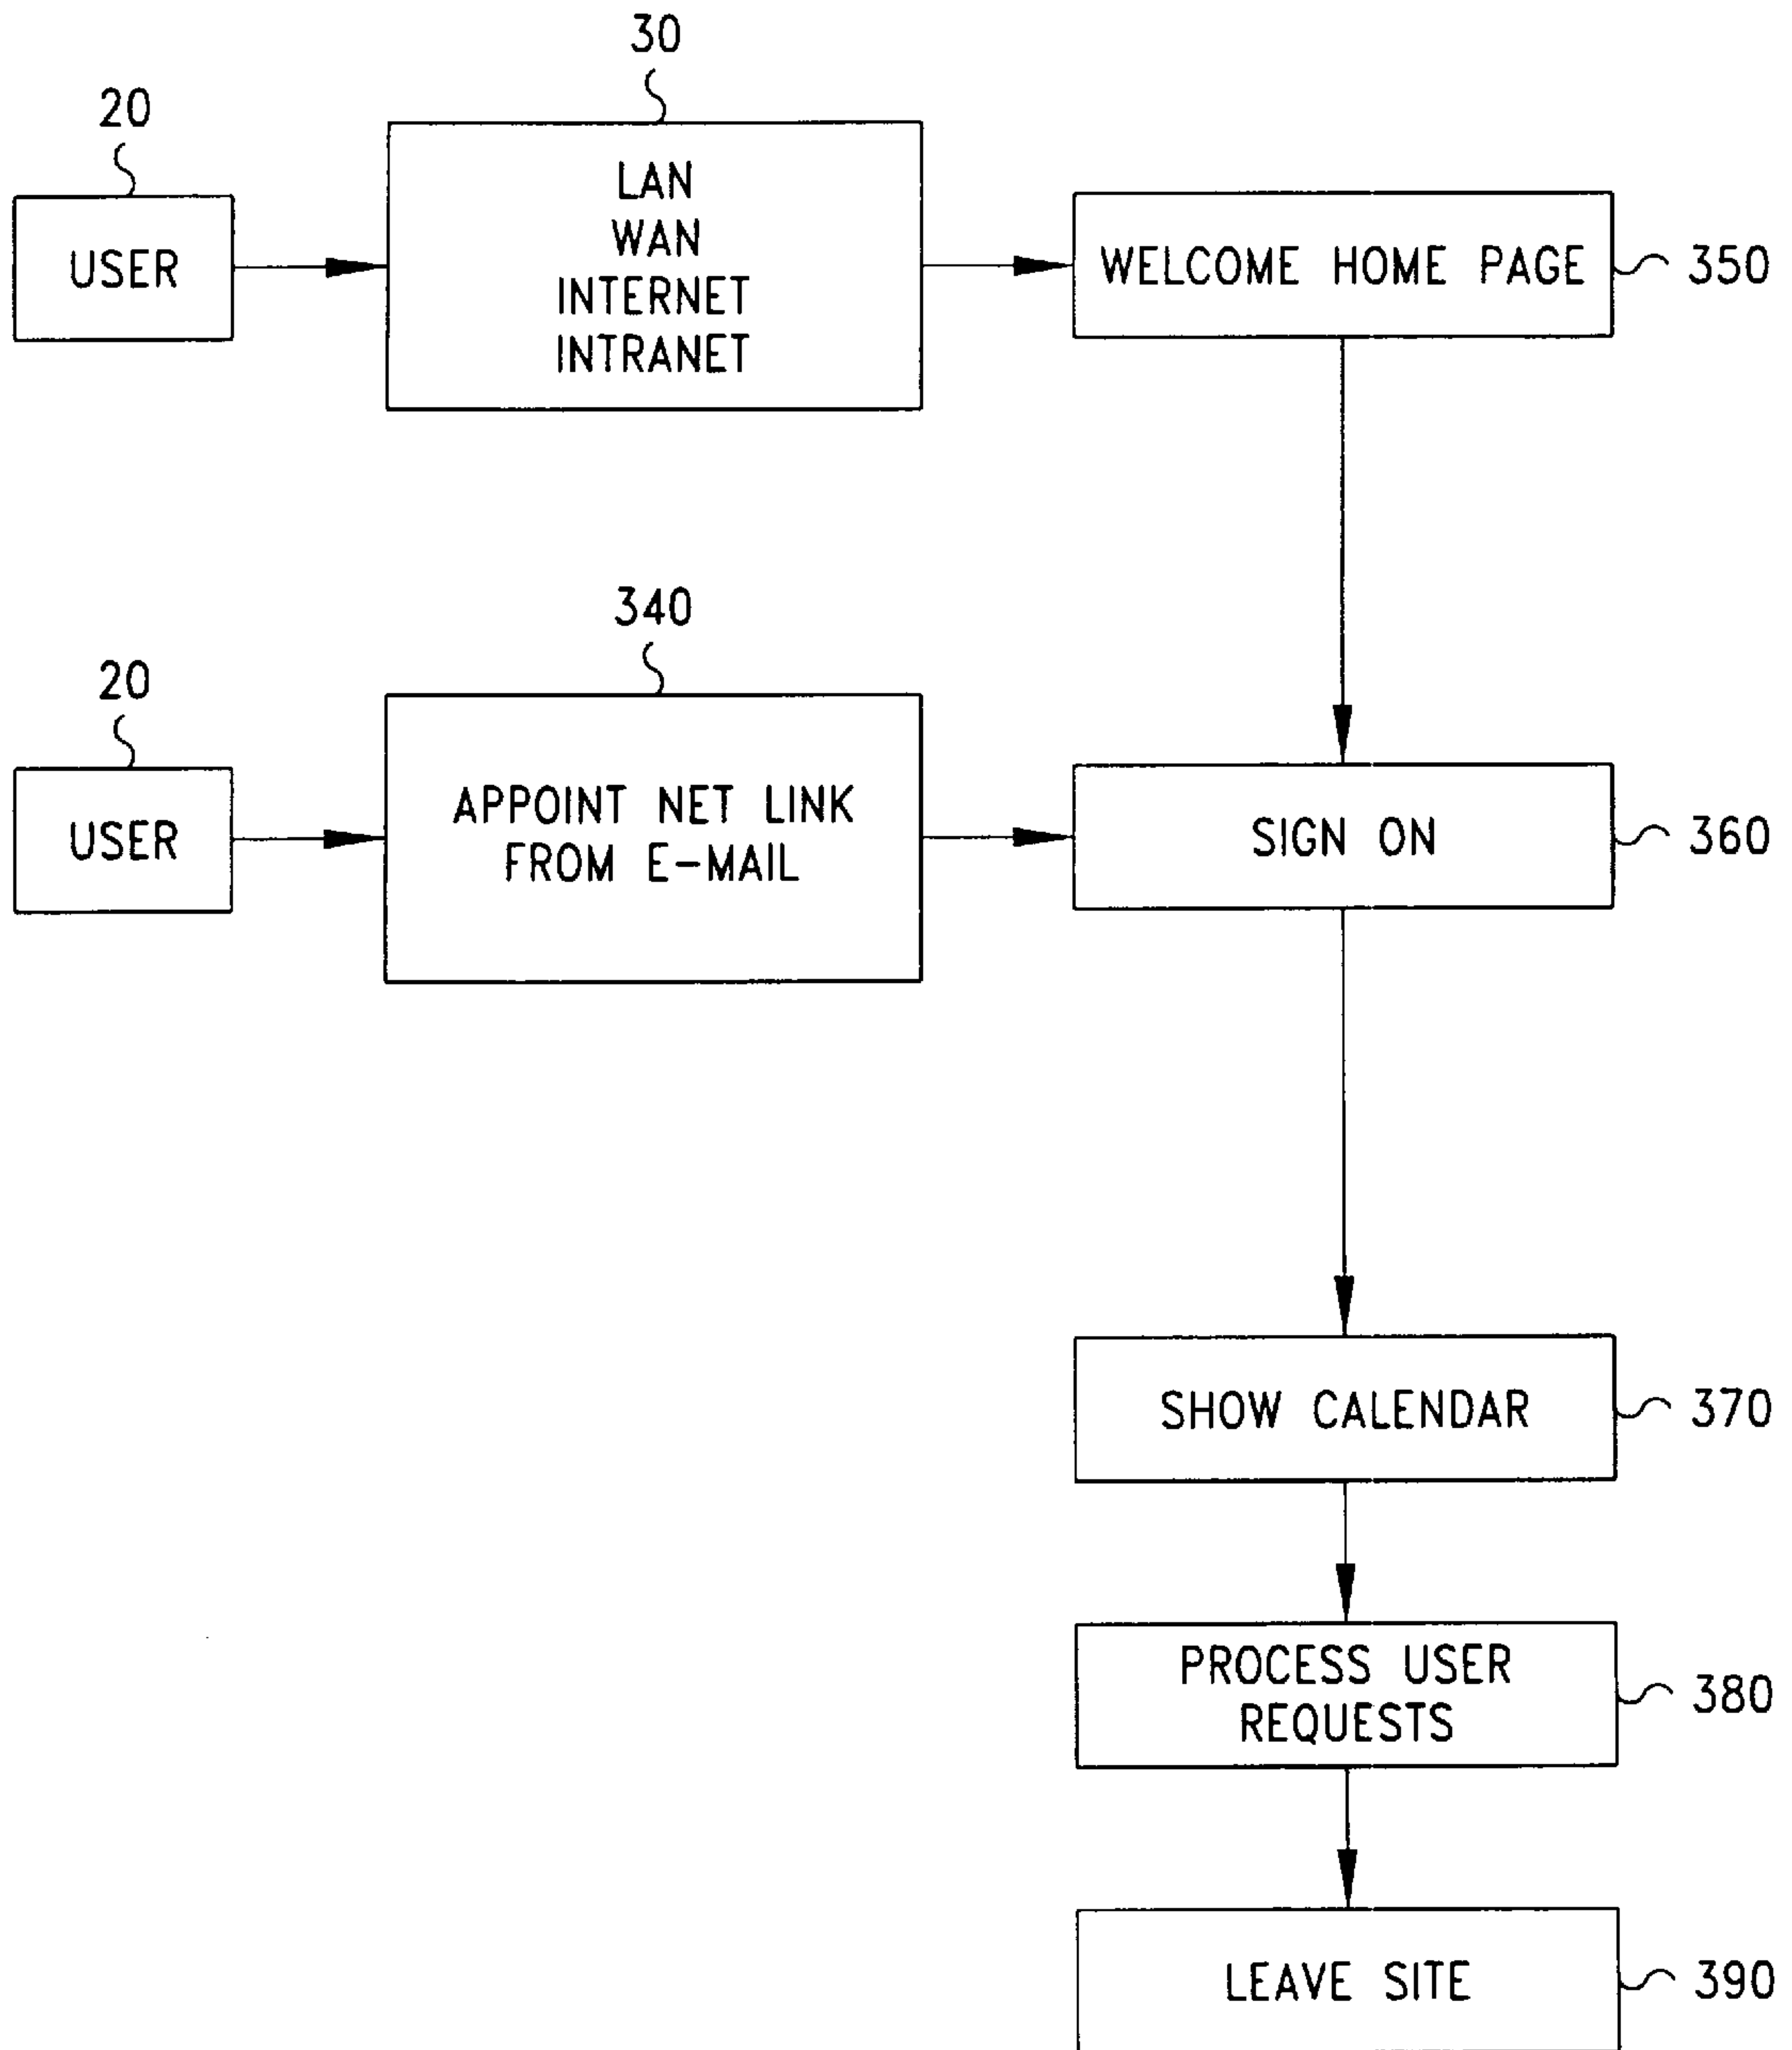 30
20
LAN
WAN
INTERNET
INTRANET
USER
WELCOME HOME PAGE
350
340
20
APPOINT NET LINK
FROM E-MAIL
USER
SIGN ON
360
SHOW CALENDAR
370
PROCESS USER
REQUESTS
380
LEAVE SITE
390